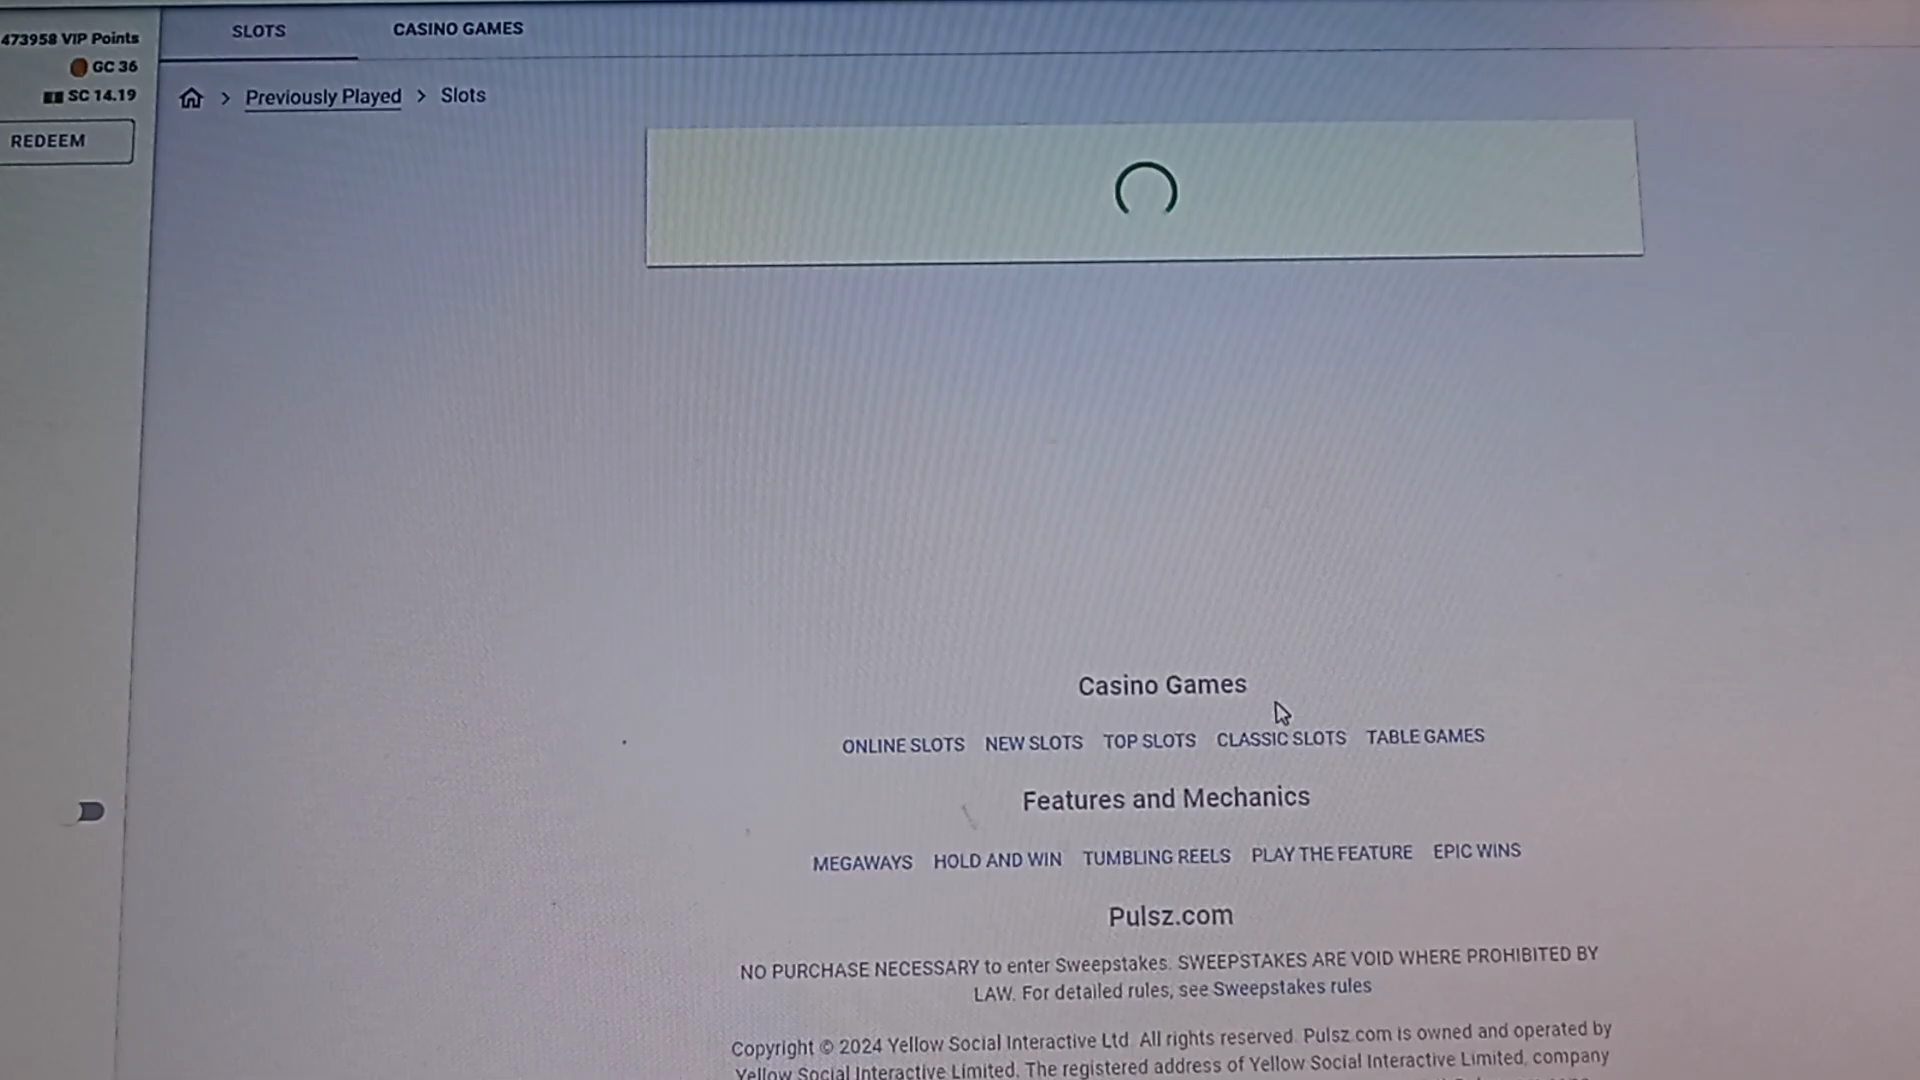 473958 VIP Points
GC 36
SC 14.19
REDEEM
SLOTS CASINO GAMES
> Previously Played > Slots
Casino Games
ONLINE SLOTS NEW SLOTS TOP SLOTS CLASSIC SLOTS TABLE GAMES
Features and Mechanics
MEGAWAYS HOLD AND WIN TUMBLING REELS PLAY THE FEATURE EPIC WINS
Pulsz.com
NO PURCHASE NECESSARY to enter Sweepstakes. SWEEPSTAKES ARE VOID WHERE PROHIBITED BY
LAW. For detailed rules, see Sweepstakes rules
Copyright © 2024 Yellow Social Interactive Ltd. All rights reserved. Pulsz.com is owned and operated by
Yellow Social Interactive Limited. The registered address of Yellow Social Interactive Limited, company